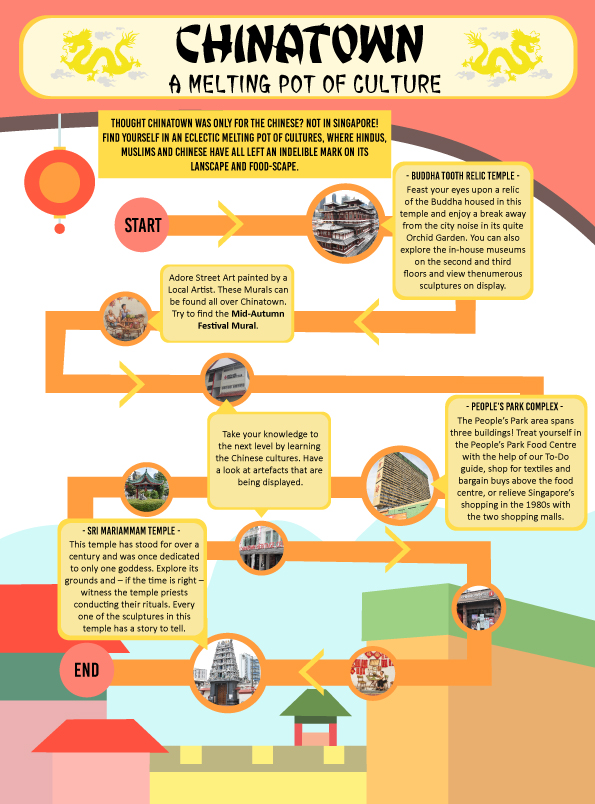 CHINATOWN
A MELTING POT OF CULTURE
THOUGHT CHINATOWN WAS ONLY FOR THE CHINESE? NOT IN SINGAPORE!
FIND YOURSELF IN AN ECLECTIC MELTING POT OF CULTURES, WHERE HINDUS,
MUSLIMS AND CHINESE HAVE ALL LEFT AN INDELIBLE MARK ON ITS
LANSCAPE AND FOOD-SCAPE.
START
- BUDDHA TOOTH RELIC TEMPLE -
Feast your eyes upon a relic
of the Buddha housed in this
temple and enjoy a break away
from the city noise in its quite
Orchid Garden. You can also
explore the in-house museums
on the second and third
floors and view thenumerous
sculptures on display.
Adore Street Art painted by a
Local Artist. These Murals can
be found all over Chinatown.
Try to find the Mid-Autumn
Festival Mural.
Take your knowledge to
the next level by learning
the Chinese cultures. Have
a look at artefacts that are
being displayed.
- PEOPLE'S PARK COMPLEX -
The People's Park area spans
three buildings! Treat yourself in
the People's Park Food Centre
with the help of our To-Do
guide, shop for textiles and
bargain buys above the food
centre, or relieve Singapore's
shopping in the 1980s with
the two shopping malls.
- SRI MARIAMMAM TEMPLE -
This temple has stood for over a
century and was once dedicated
to only one goddess. Explore its
grounds and – if the time is right –
witness the temple priests
conducting their rituals. Every
one of the sculptures in this
temple has a story to tell.
END